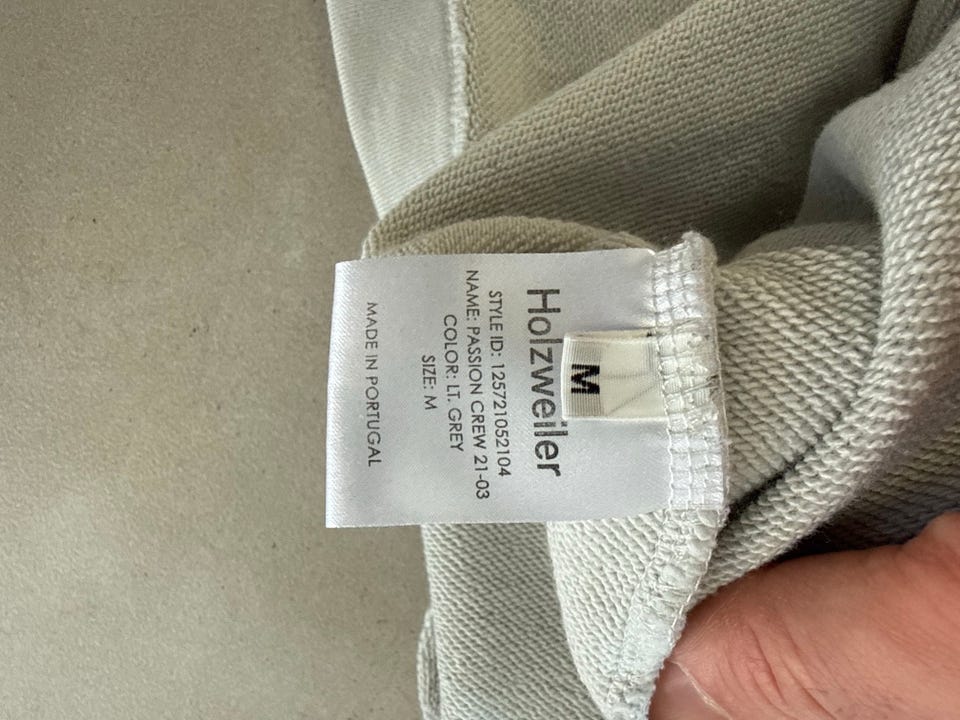 M
Holzweiler
STYLE ID: 125721052104
NAME: PASSION CREW 21-03
COLOR: LT. GREY
SIZE: M
MADE IN PORTUGAL